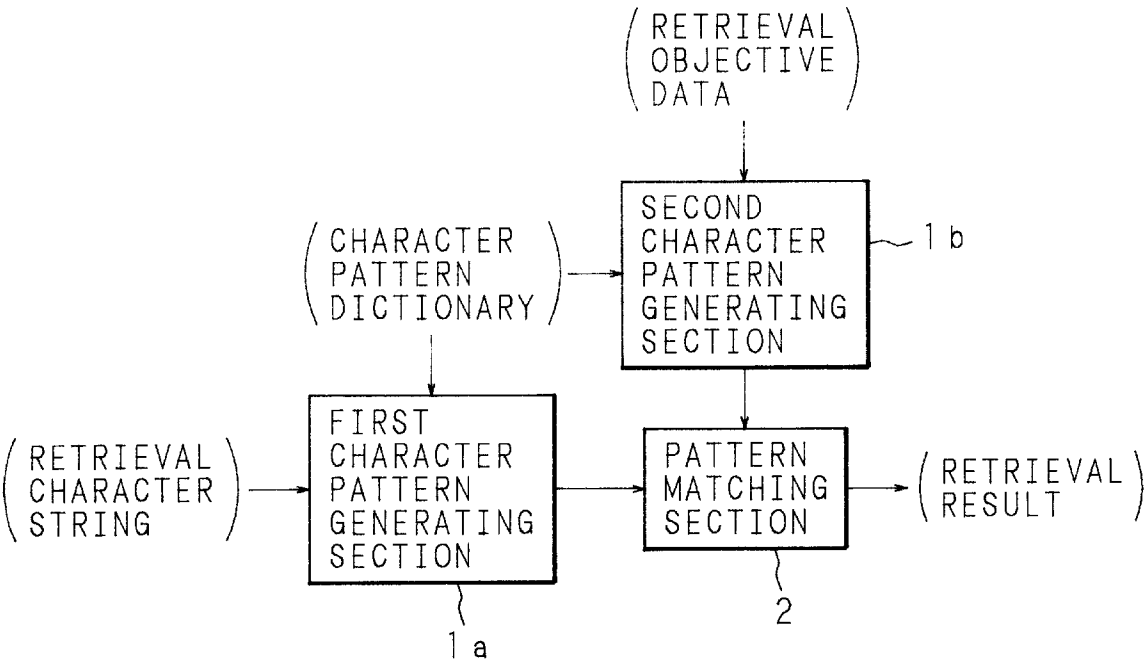 RETRIEVAL
OBJECTIVE
DATA
SECOND
CHARACTER
PATTERN
GENERATING
SECTION
1b
CHARACTER
PATTERN
DICTIONARY
FIRST
CHARACTER
PATTERN
GENERATING
SECTION
1a
RETRIEVAL
CHARACTER
STRING
PATTERN
MATCHING
SECTION
2
RETRIEVAL
RESULT